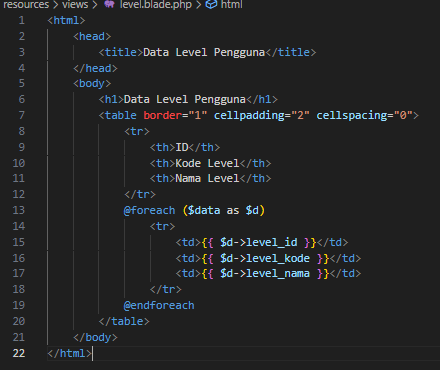 resources > views > level.blade.php > html
1 <html>
2 <head>
3 <title>Data Level Pengguna</title>
4 </head>
5 <body>
6 <h1>Data Level Pengguna</h1>
7 <table border="1" cellpadding="2" cellspacing="0">
8 <tr>
9 <th>ID</th>
10 <th>Kode Level</th>
11 <th>Nama Level</th>
12 </tr>
13 @foreach ($data as $d)
14 <tr>
15 <td>{{ $d->level_id }}</td>
16 <td>{{ $d->level_kode }}</td>
17 <td>{{ $d->level_nama }}</td>
18 </tr>
19 @endforeach
20 </table>
21 </body>
22 </html>